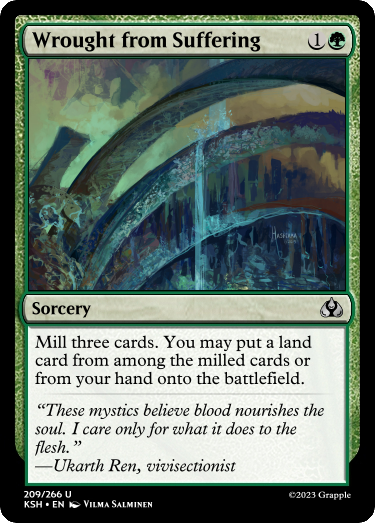 Wrought from Suffering 1
Sorcery
Mill three cards. You may put a land
card from among the milled cards or
from your hand onto the battlefield.
“These mystics believe blood nourishes the
soul. I care only for what it does to the
flesh.”
—Ukarth Ren, vivisectionist
209/266 U
KSH • EN VILMA SALMINEN
©2023 Grapple